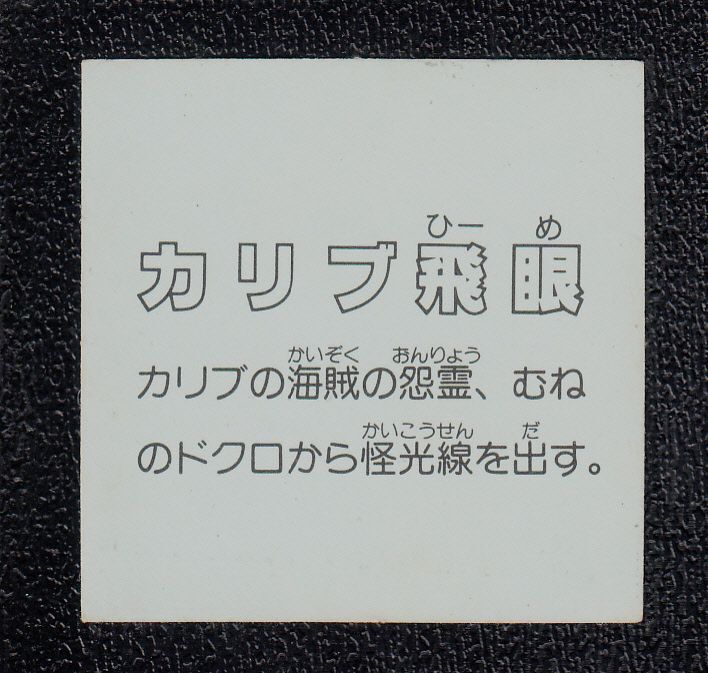 ひー め
カリブ飛眼
かいぞく おんりょう
カリブの海賊の怨霊、むね
かいこうせん だ
のドクロから怪光線を出す。